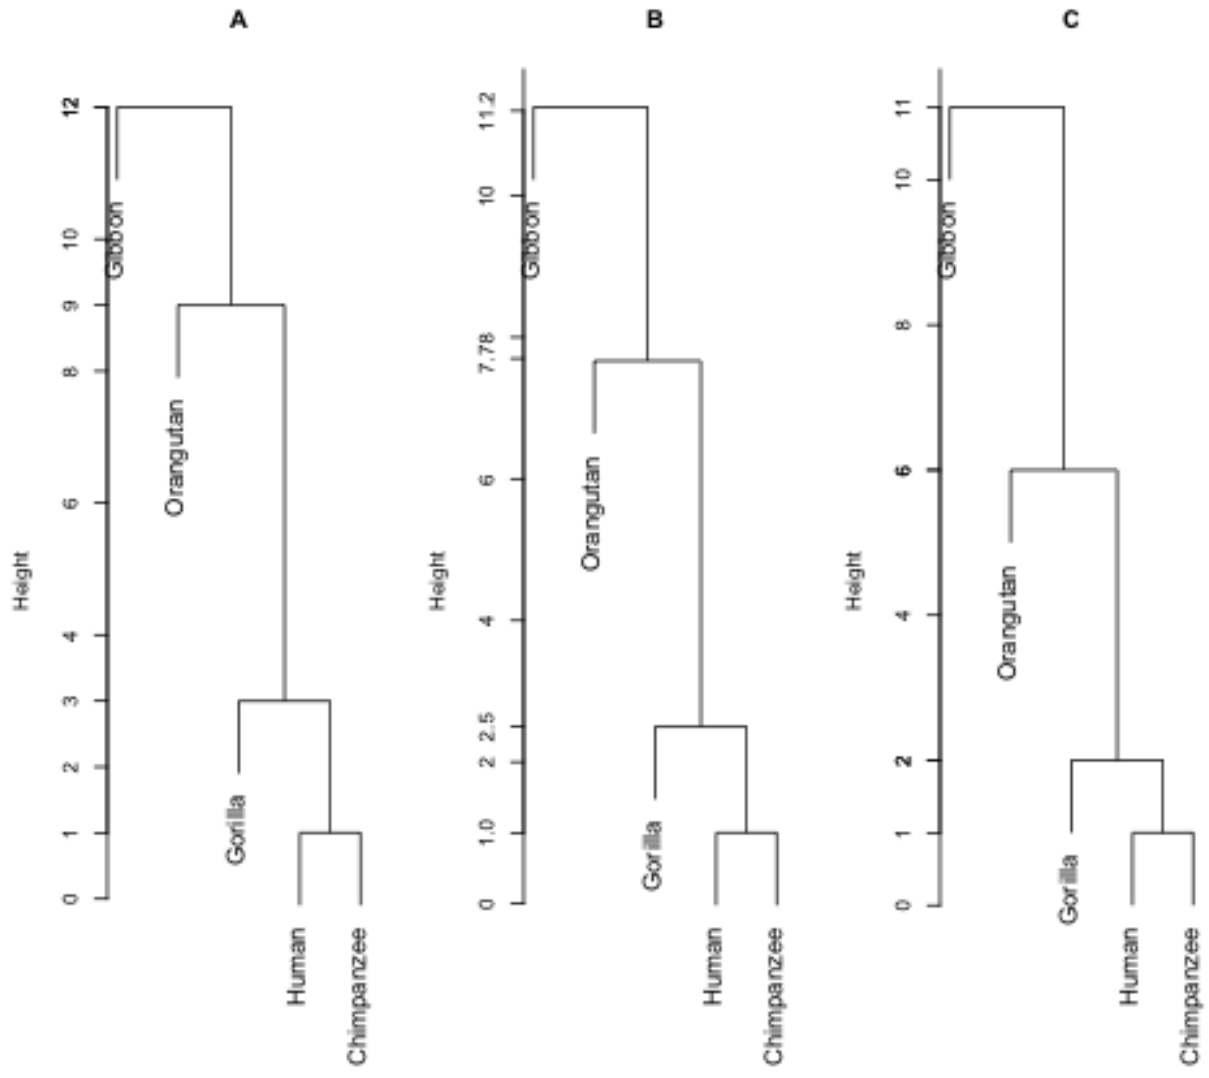 A
B
C
Height
12
10
9
8
6
4
3
2
1
0
Gibbon
Orangutan
Gorilla
Human
Chimpanzee
Height
11.2
10
7.78
6
4
2.5
2
1.0
0
Gibbon
Orangutan
Gorilla
Human
Chimpanzee
Height
11
10
8
6
4
2
1
0
Gibbon
Orangutan
Gorilla
Human
Chimpanzee